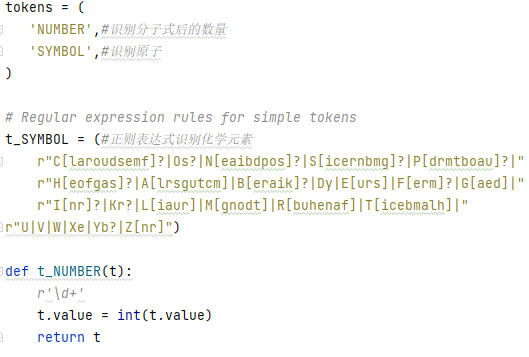 tokens = (
'NUMBER',#识别分子式后的数量
'SYMBOL',#识别原子
)
# Regular expression rules for simple tokens
t_SYMBOL = (#正则表达式识别化学元素
r"C[laroudsemf]?|Os?|N[eaibdpos]?|S[icernbmg]?|P[drmtboau]?|"
r"H[eofgas]?|A[lrsgutcm]|B[eraik]?|Dy|E[urs]|F[erm]?|G[aed]|"
r"I[nr]?|Kr?|L[iaur]|M[gnodt]|R[buhenaf]|T[icebmalh]|"
r"U|V|W|Xe|Yb?|Z[nr]")
def t_NUMBER(t):
r'\d+'
t.value = int(t.value)
return t